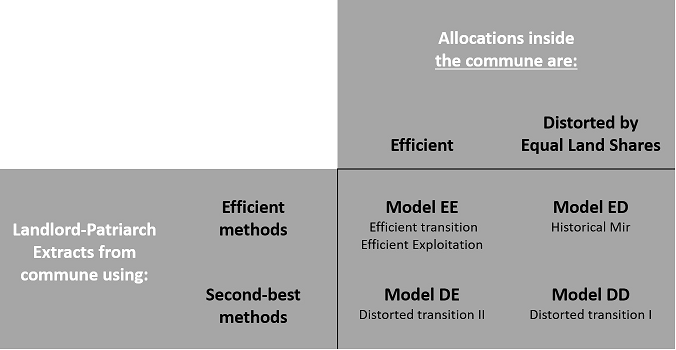 Allocations inside
the commune are:
Efficient
Distorted by
Equal Land Shares
Landlord-Patriarch
Extracts from
commune using:
Efficient
methods
Model EE
Efficient transition
Efficient Exploitation
Model ED
Historical Mir
Second-best
methods
Model DE
Distorted transition II
Model DD
Distorted transition I